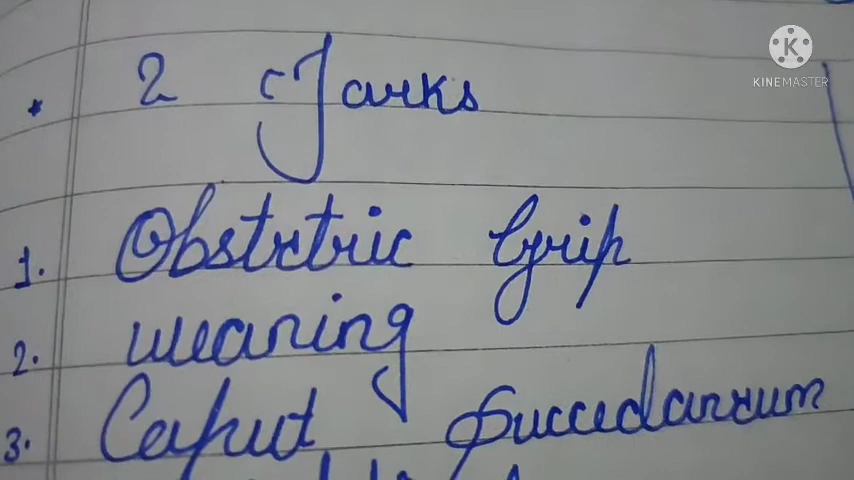 KINEMASTER
2 Marks
1. Obstetric Grip
2. Weaning
3. Caput Succedaneum